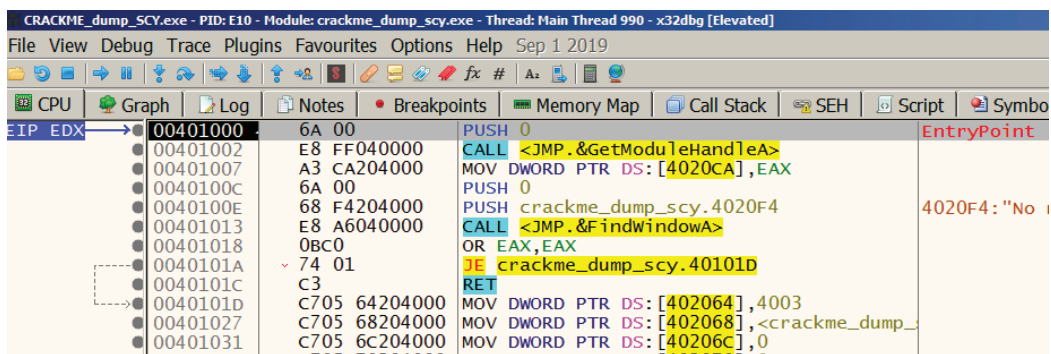 CRACKME_dump_SCY.exe - PID: E10 - Module: crackme_dump_scy.exe - Thread: Main Thread 990 - x32dbg [Elevated]
File View Debug Trace Plugins Favourites Options Help Sep 1 2019
CPU Graph Log Notes Breakpoints Memory Map Call Stack SEH Script Symbo
EIP EDX 00401000 6A 00 PUSH 0 EntryPoint
00401002 E8 FF040000 CALL <JMP.&GetModuleHandleA>
00401007 A3 CA204000 MOV DWORD PTR DS:[4020CA],EAX
0040100C 6A 00 PUSH 0
0040100E 68 F4204000 PUSH crackme_dump_scy.4020F4 4020F4:"No
00401013 E8 A6040000 CALL <JMP.&FindWindowA>
00401018 0BC0 OR EAX,EAX
0040101A 74 01 JE crackme_dump_scy.40101D
0040101C C3 RET
0040101D C705 64204000 MOV DWORD PTR DS:[402064],4003
00401027 C705 68204000 MOV DWORD PTR DS:[402068],<crackme_dump_
00401031 C705 6C204000 MOV DWORD PTR DS:[40206C],0